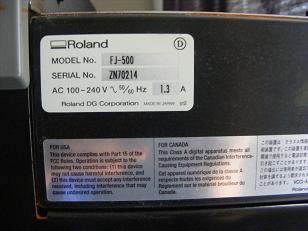 Roland D
MODEL No. FJ-500
SERIAL No. ZN70214
AC 100-240 V 50/60 Hz 1.3 A
Roland DG Corporation MADE IN JAPAN
FOR USA
This device complies with Part 15 of the
FCC Rules. Operation is subject to the
following two conditions: (1) this device
may not cause harmful interference, and
(2) this device must accept any interference
received, including interference that may
cause undesired operation.
FOR CANADA
This Class A digital apparatus meets all
requirements of the Canadian Interference-
Causing Equipment Regulations.
Cet appareil numérique de la classe A
respecte toutes les exigences du
Règlement sur le matériel brouilleur du
Canada.